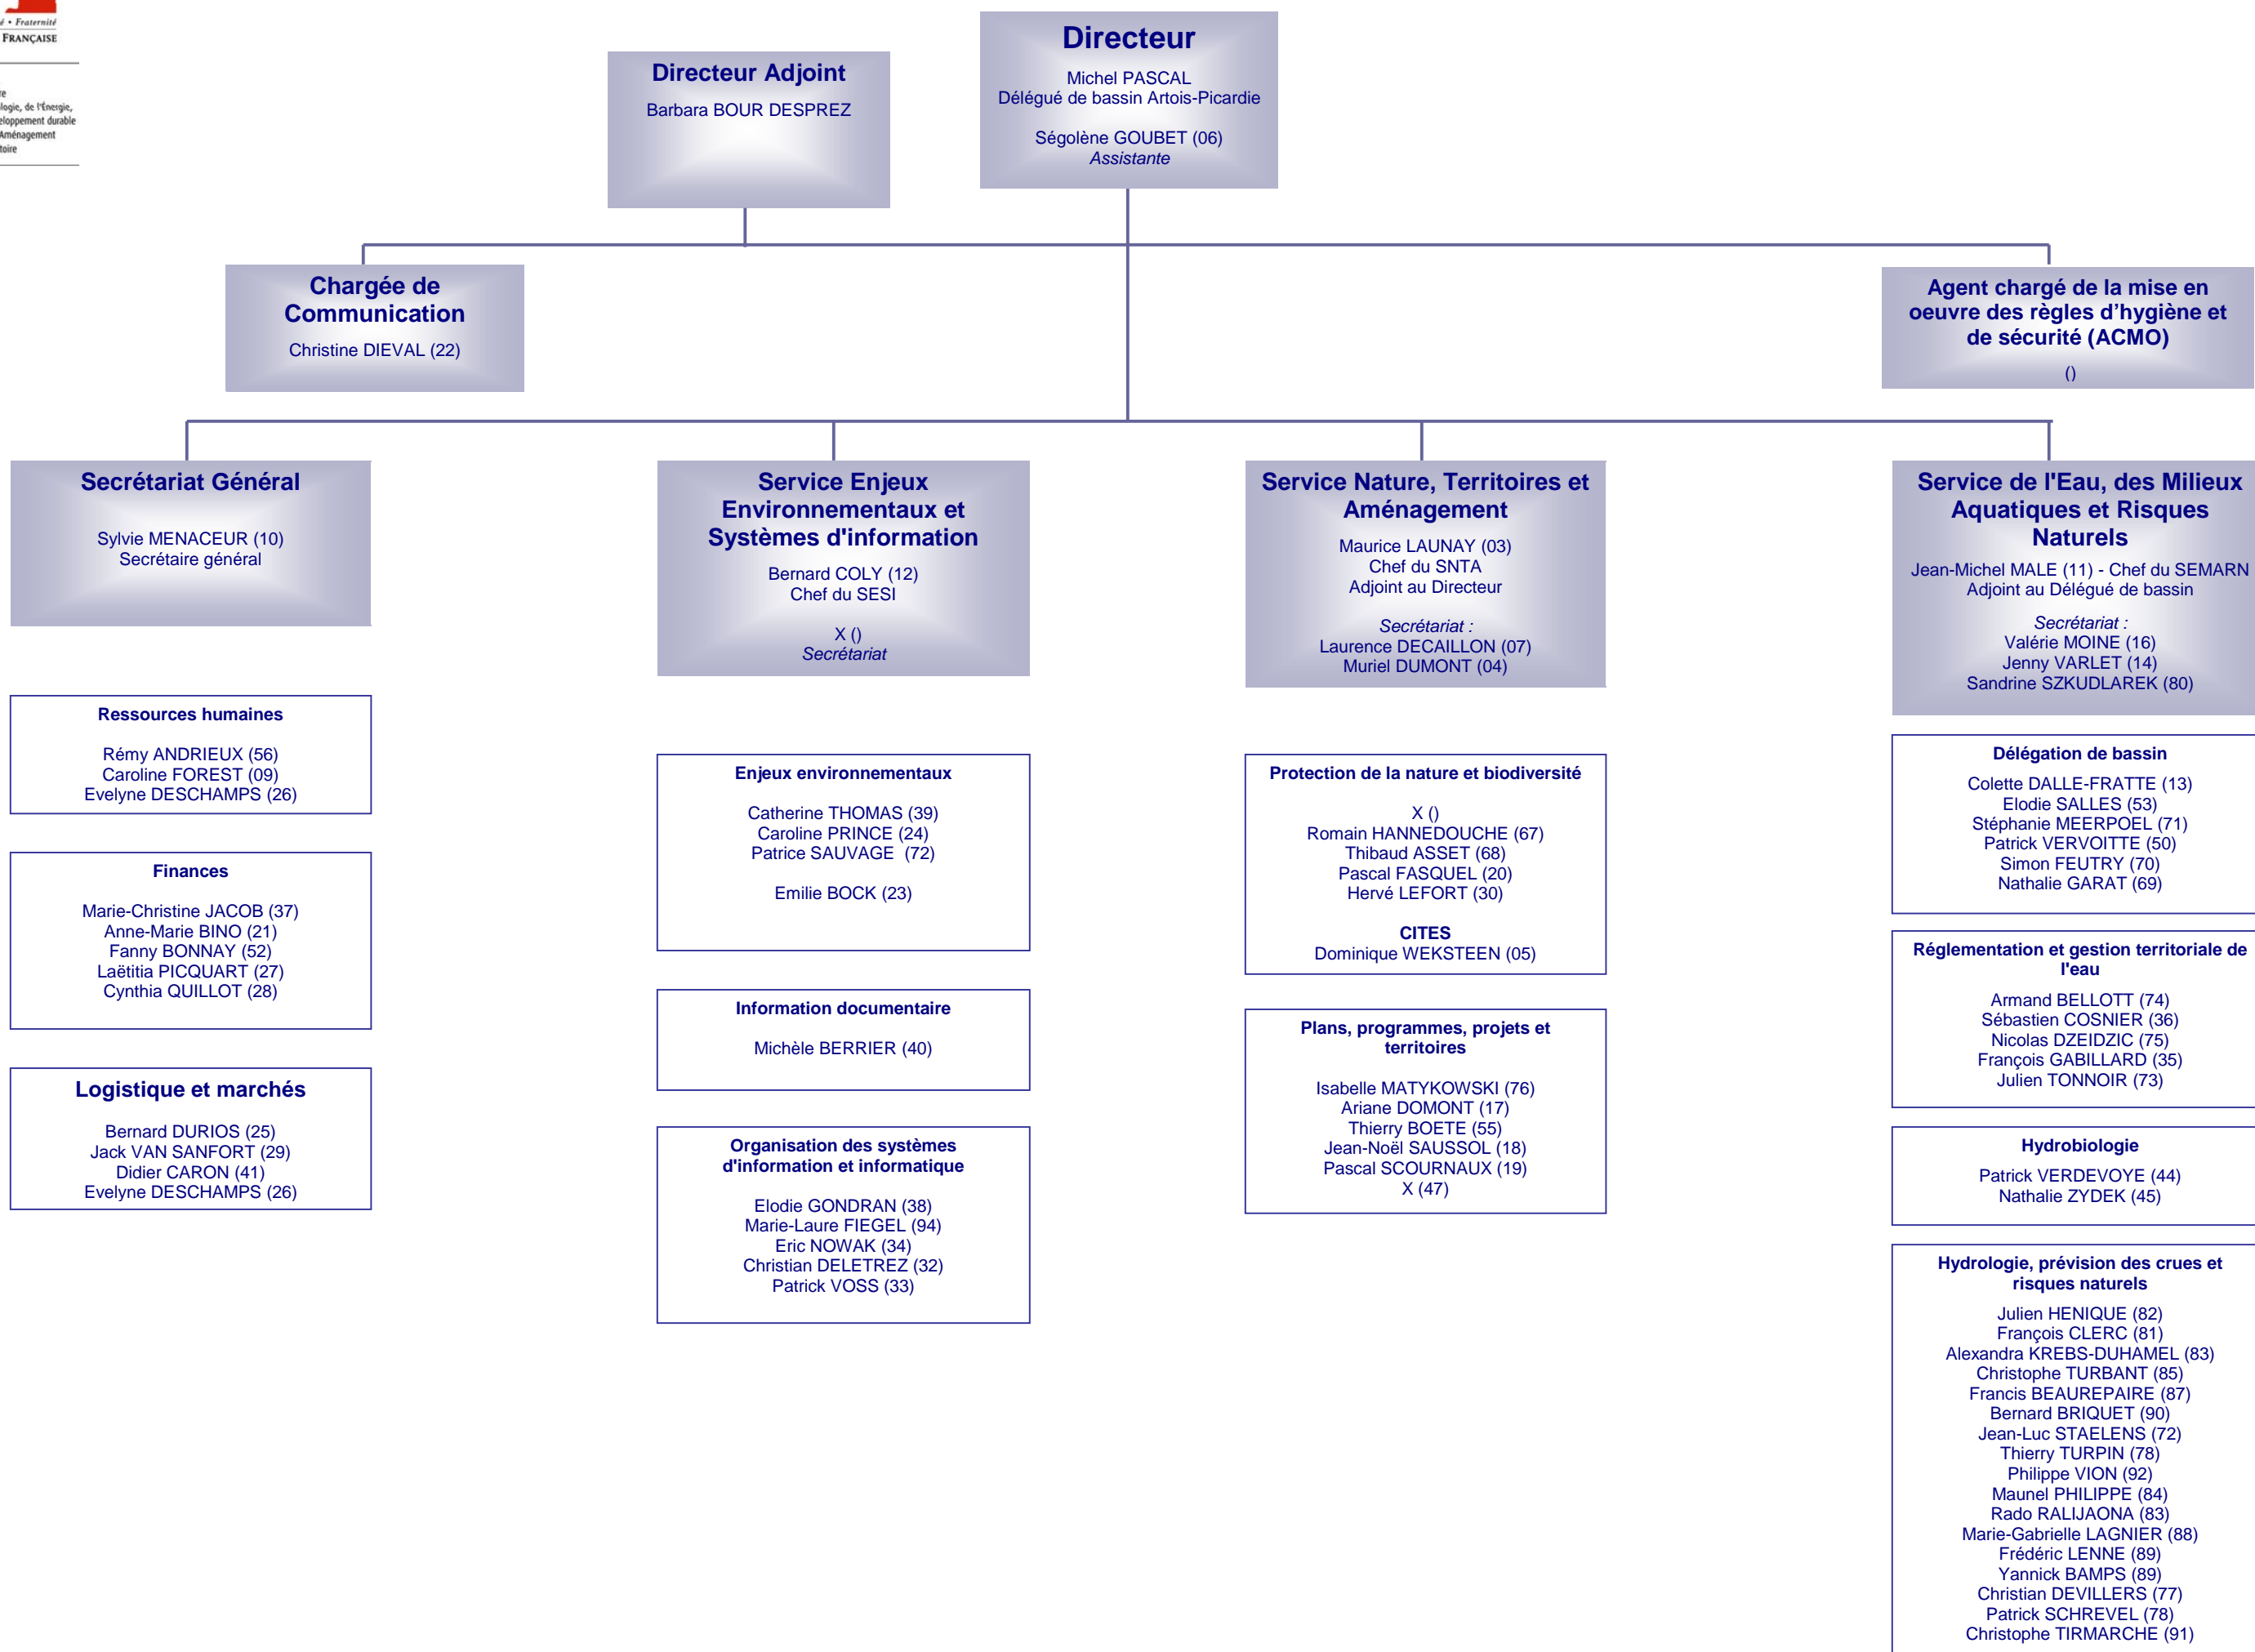 é • Fraternité
FRANÇAISE
logie, de l'Énergie,
eloppement durable
Aménagement
toire
Directeur
Michel PASCAL
Délégué de bassin Artois-Picardie
Ségolène GOUBET (06)
Assistante
Directeur Adjoint
Barbara BOUR DESPREZ
Chargée de
Communication
Christine DIEVAL (22)
Agent chargé de la mise en
oeuvre des règles d’hygiène et
de sécurité (ACMO)
()
Secrétariat Général
Sylvie MENACEUR (10)
Secrétaire général
Ressources humaines
Rémy ANDRIEUX (56)
Caroline FOREST (09)
Evelyne DESCHAMPS (26)
Finances
Marie-Christine JACOB (37)
Anne-Marie BINO (21)
Fanny BONNAY (52)
Laëtitia PICQUART (27)
Cynthia QUILLOT (28)
Logistique et marchés
Bernard DURIOS (25)
Jack VAN SANFORT (29)
Didier CARON (41)
Evelyne DESCHAMPS (26)
Service Enjeux
Environnementaux et
Systèmes d'information
Bernard COLY (12)
Chef du SESI
X ()
Secrétariat
Enjeux environnementaux
Catherine THOMAS (39)
Caroline PRINCE (24)
Patrice SAUVAGE (72)
Emilie BOCK (23)
Information documentaire
Michèle BERRIER (40)
Organisation des systèmes
d'information et informatique
Elodie GONDRAN (38)
Marie-Laure FIEGEL (94)
Eric NOWAK (34)
Christian DELETREZ (32)
Patrick VOSS (33)
Service Nature, Territoires et
Aménagement
Maurice LAUNAY (03)
Chef du SNTA
Adjoint au Directeur
Secrétariat :
Laurence DECAILLON (07)
Muriel DUMONT (04)
Protection de la nature et biodiversité
X ()
Romain HANNEDOUCHE (67)
Thibaud ASSET (68)
Pascal FASQUEL (20)
Hervé LEFORT (30)
CITES
Dominique WEKSTEEN (05)
Plans, programmes, projets et
territoires
Isabelle MATYKOWSKI (76)
Ariane DOMONT (17)
Thierry BOETE (55)
Jean-Noël SAUSSOL (18)
Pascal SCOURNAUX (19)
X (47)
Service de l'Eau, des Milieux
Aquatiques et Risques
Naturels
Jean-Michel MALE (11) - Chef du SEMARN
Adjoint au Délégué de bassin
Secrétariat :
Valérie MOINE (16)
Jenny VARLET (14)
Sandrine SZKUDLAREK (80)
Délégation de bassin
Colette DALLE-FRATTE (13)
Elodie SALLES (53)
Stéphanie MEERPOEL (71)
Patrick VERVOITTE (50)
Simon FEUTRY (70)
Nathalie GARAT (69)
Réglementation et gestion territoriale de
l'eau
Armand BELLOTT (74)
Sébastien COSNIER (36)
Nicolas DZEIDZIC (75)
François GABILLARD (35)
Julien TONNOIR (73)
Hydrobiologie
Patrick VERDEVOYE (44)
Nathalie ZYDEK (45)
Hydrologie, prévision des crues et
risques naturels
Julien HENIQUE (82)
François CLERC (81)
Alexandra KREBS-DUHAMEL (83)
Christophe TURBANT (85)
Francis BEAUREPAIRE (87)
Bernard BRIQUET (90)
Jean-Luc STAELENS (72)
Thierry TURPIN (78)
Philippe VION (92)
Maunel PHILIPPE (84)
Rado RALIJAONA (83)
Marie-Gabrielle LAGNIER (88)
Frédéric LENNE (89)
Yannick BAMPS (89)
Christian DEVILLERS (77)
Patrick SCHREVEL (78)
Christophe TIRMARCHE (91)